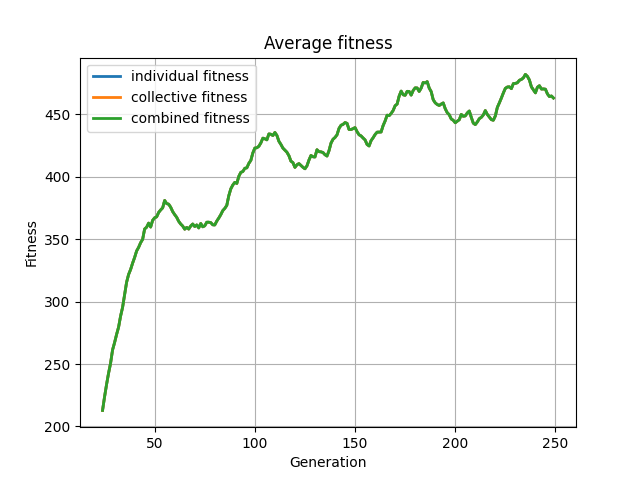 Average fitness
individual fitness
collective fitness
combined fitness
Fitness
450
400
350
300
250
200
50 100 150 200 250
Generation